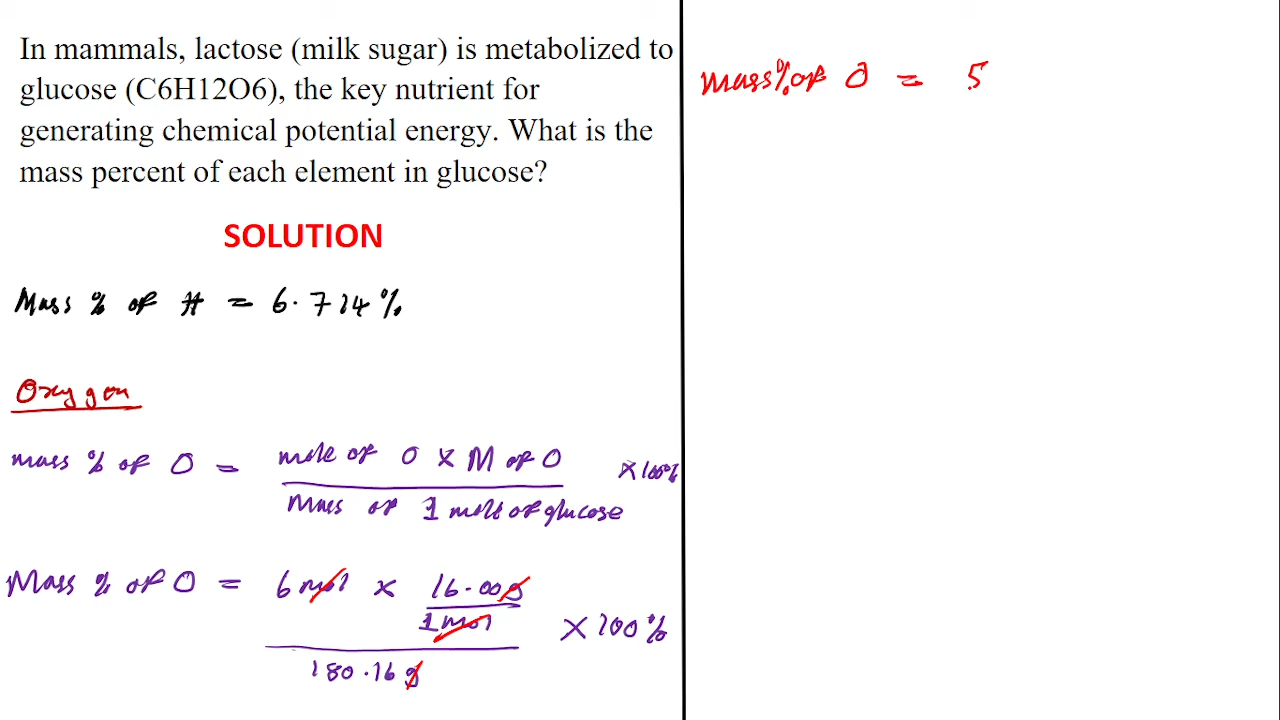 In mammals, lactose (milk sugar) is metabolized to
glucose (C6H12O6), the key nutrient for
generating chemical potential energy. What is the
mass percent of each element in glucose?
SOLUTION
Mass % of H = 6.714%
Oxygen
mass % of O = mole of O × M of O × 100%
Mass of 1 mole of glucose
Mass % of O = 6 mol × 16.00g
1 mol × 100%
180.16 g
mass % of O = 5